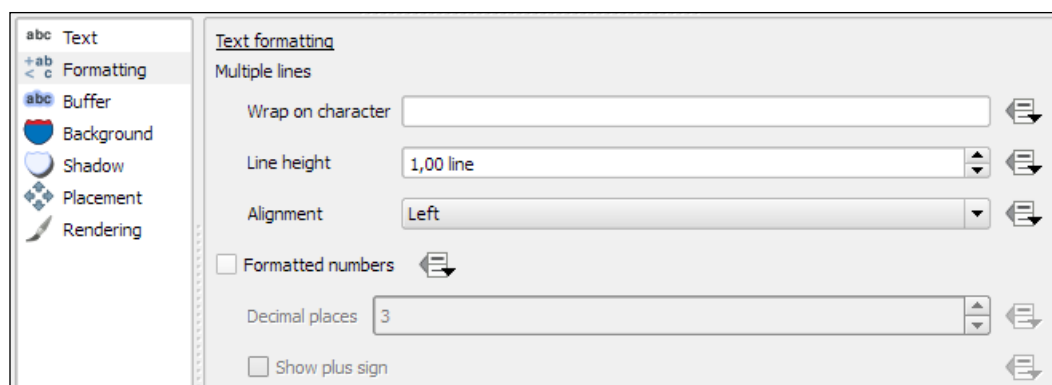 abc Text
+ab
< c Formatting
abc Buffer
Background
Shadow
Placement
Rendering
Text formatting
Multiple lines
Wrap on character
Line height 1,00 line
Alignment Left
Formatted numbers
Decimal places 3
Show plus sign